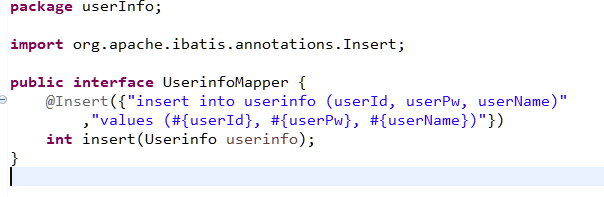 package userInfo;
import org.apache.ibatis.annotations.Insert;
public interface UserinfoMapper {
@Insert({"insert into userinfo (userId, userPw, userName)"
,"values (#{userId}, #{userPw}, #{userName})"})
int insert(Userinfo userinfo);
}